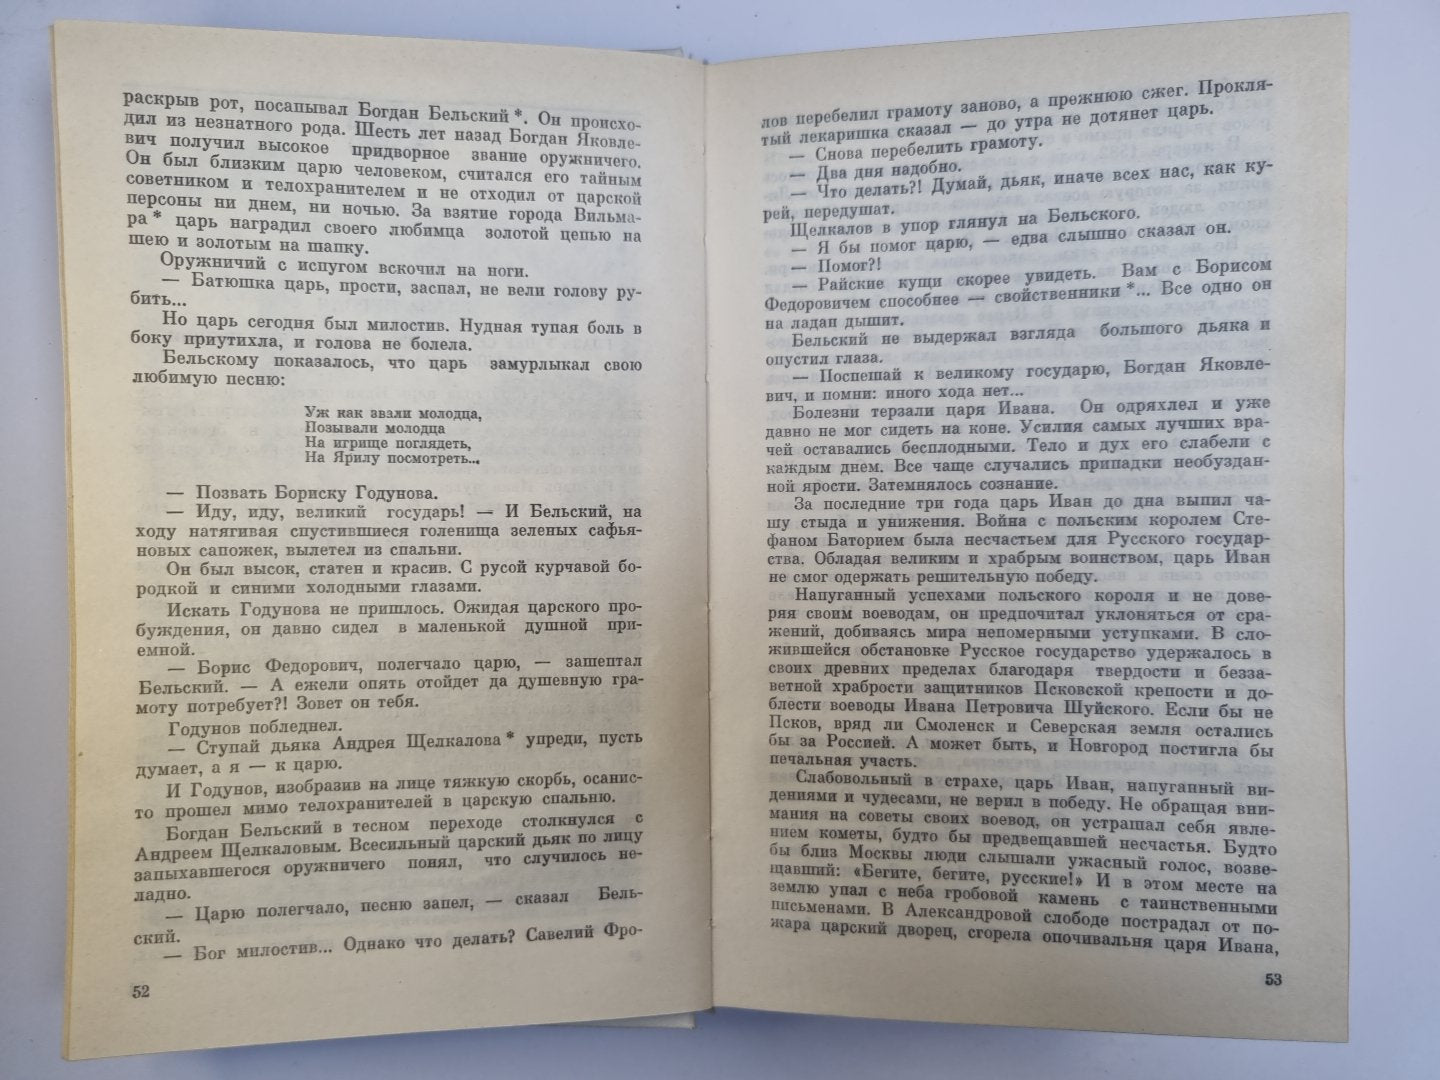 раскрыв рот, посапывал Богдан Бельский*. Он происхо-
дил из незнатного рода. Шесть лет назад Богдан Яковле-
вич получил высокое придворное звание оружничего.
Он был близким царю человеком, считался его тайным
советником и телохранителем и не отходил от царской
персоны ни днем, ни ночью. За взятие города Вильма-
ра* царь наградил своего любимца золотой цепью на
шею и золотым на шапку.
Оружничий с испугом вскочил на ноги.
— Батюшка царь, прости, заспал, не вели голову ру-
бить...
Но царь сегодня был милостив. Нудная тупая боль в
боку приутихла, и голова не болела.
Бельскому показалось, что царь замурлыкал свою
любимую песню:
Уж как звали молодца,
Позывали молодца
На игрище поглядеть,
На Ярилу посмотреть...
— Позвать Бориску Годунова.
— Иду, иду, великий государь! — И Бельский, на
ходу натягивая спустившиеся голенища зеленых сафья-
новых сапожек, вылетел из спальни.
Он был высок, статен и красив. С русой курчавой бо-
родкой и синими холодными глазами.
Искать Годунова не пришлось. Ожидая царского про-
буждения, он давно сидел в маленькой душной при-
емной.
— Борис Федорович, полегчало царю, — зашептал
Бельский. — А ежели опять отойдет да душевную гра-
моту потребует?! Зовет он тебя.
Годунов побледнел.
— Ступай дьяка Андрея Щелкалова* упреди, пусть
думает, а я — к царю.
И Годунов, изобразив на лице тяжкую скорбь, осанис-
то прошел мимо телохранителей в царскую спальню.
Богдан Бельский в тесном переходе столкнулся с
Андреем Щелкаловым. Всесильный царский дьяк по лицу
запыхавшегося оружничего понял, что случилось не-
ладно.
— Царю полегчало, песню запел, — сказал Бель-
ский.
— Бог милостив... Однако что делать? Савелий Фро-
52
лов перебелил грамоту заново, а прежнюю сжег. Прокля-
тый лекаришка сказал — до утра не дотянет царь.
— Снова перебелить грамоту.
— Два дня надобно.
— Что делать?! Думай, дьяк, иначе всех нас, как ку-
рей, передушат.
Щелкалов в упор глянул на Бельского.
— Я бы помог царю, — едва слышно сказал он.
— Помог?!
— Райские кущи скорее увидеть. Вам с Борисом
Федоровичем способнее — свойственники*... Все одно он
на ладан дышит.
Бельский не выдержал взгляда большого дьяка и
опустил глаза.
— Поспешай к великому государю, Богдан Яковле-
вич, и помни: иного хода нет...
Болезни терзали царя Ивана. Он одряхлел и уже
давно не мог сидеть на коне. Усилия самых лучших вра-
чей оставались бесплодными. Тело и дух его слабели с
каждым днем. Все чаще случались припадки необуздан-
ной ярости. Затемнялось сознание.
За последние три года царь Иван до дна выпил ча-
шу стыда и унижения. Война с польским королем Сте-
фаном Баторием была несчастьем для Русского государ-
ства. Обладая великим и храбрым воинством, царь Иван
не смог одержать решительную победу.
Напуганный успехами польского короля и не дове-
ряя своим воеводам, он предпочитал уклоняться от сра-
жений, добиваясь мира непомерными уступками. В сло-
жившейся обстановке Русское государство удержалось в
своих древних пределах благодаря твердости и безза-
ветной храбрости защитников Псковской крепости и до-
блести воеводы Ивана Петровича Шуйского. Если бы не
Псков, вряд ли Смоленск и Северская земля остались
бы за Россией. А может быть, и Новгород постигла бы
печальная участь.
Слабовольный в страхе, царь Иван, напуганный ви-
дениями и чудесами, не верил в победу. Не обращая вни-
мания на советы своих воевод, он устрашал себя явле-
нием кометы, будто бы предвещавшей несчастья. Будто
бы близ Москвы люди слышали ужасный голос, возве-
щавший: «Бегите, бегите, русские!» И в этом месте на
землю упал с неба гробовой камень с таинственными
письменами. В Александровой слободе пострадал от по-
жара царский дворец, сгорела опочивальня царя Ивана,
53